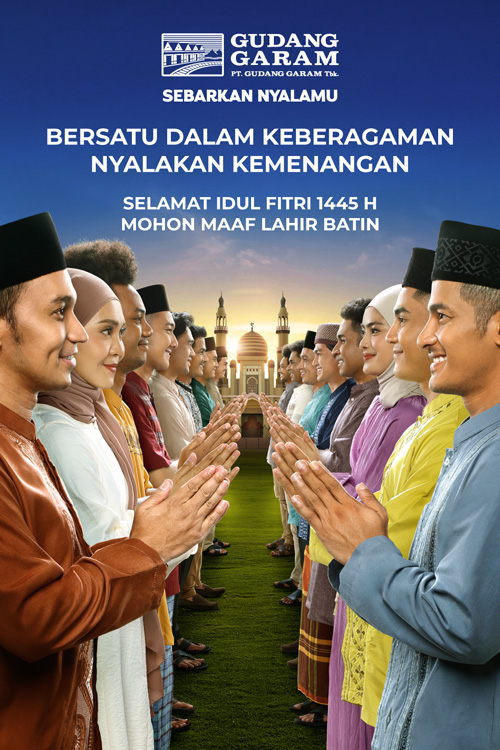 GUDANG
GARAM
PT. GUDANG GARAM Tbk.
SEBARKAN NYALAMU
BERSATU DALAM KEBERAGAMAN
NYALAKAN KEMENANGAN
SELAMAT IDUL FITRI 1445 H
MOHON MAAF LAHIR BATIN